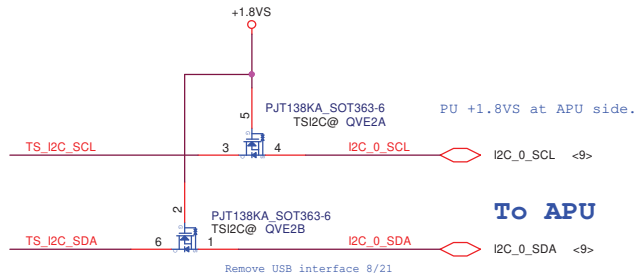 +1.8VS
PJT138KA_SOT363-6
TSI2C@ QVE2A
PU +1.8VS at APU side.
5
TS_I2C_SCL
3
4
I2C_0_SCL
I2C_0_SCL <9>
2
PJT138KA_SOT363-6
TSI2C@ QVE2B
To APU
TS_I2C_SDA
6
1
I2C_0_SDA
I2C_0_SDA <9>
Remove USB interface 8/21